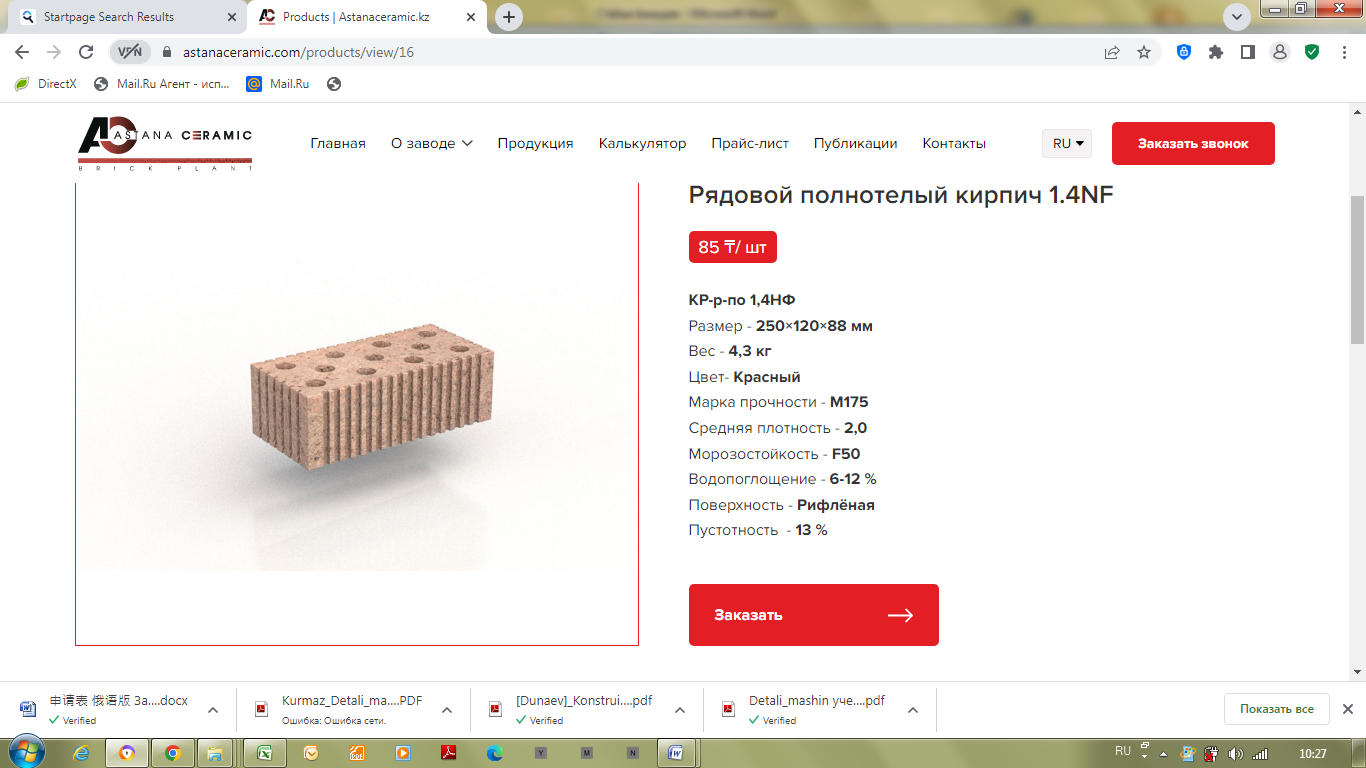 Startpage Search Results
Products | Astanaceramic.kz
VPN
astanaceramic.com/products/view/16
DirectX
Mail.Ru Агент - исп...
Mail.Ru
ASTANA CERAMIC
BRICK PLANT
Главная
О заводе
Продукция
Калькулятор
Прайс-лист
Публикации
Контакты
RU
Заказать звонок
Рядовой полнотелый кирпич 1.4NF
85 ₸/ шт
КР-р-по 1,4НФ
Размер - 250×120×88 мм
Вес - 4,3 кг
Цвет- Красный
Марка прочности - М175
Средняя плотность - 2,0
Морозостойкость - F50
Водопоглощение - 6-12 %
Поверхность - Рифлёная
Пустотность - 13 %
Заказать
申请表 俄语版 За....docx
Verified
Kurmaz_Detali_ma....PDF
Ошибка: Ошибка сети.
[Dunaev]_Konstrui....pdf
Verified
Detali_mashin уче....pdf
Verified
Показать все
Y
M
N
RU
10:27